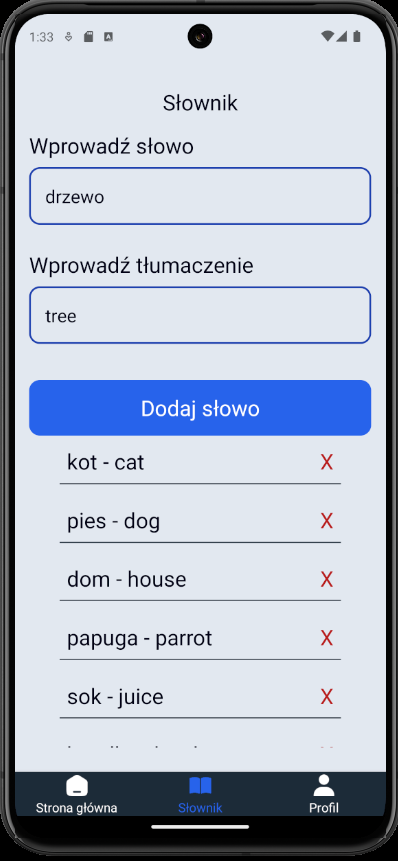 1:33
Słownik
Wprowadź słowo
drzewo
Wprowadź tłumaczenie
tree
Dodaj słowo
kot - cat X
pies - dog X
dom - house X
papuga - parrot X
sok - juice X
Strona główna Słownik Profil